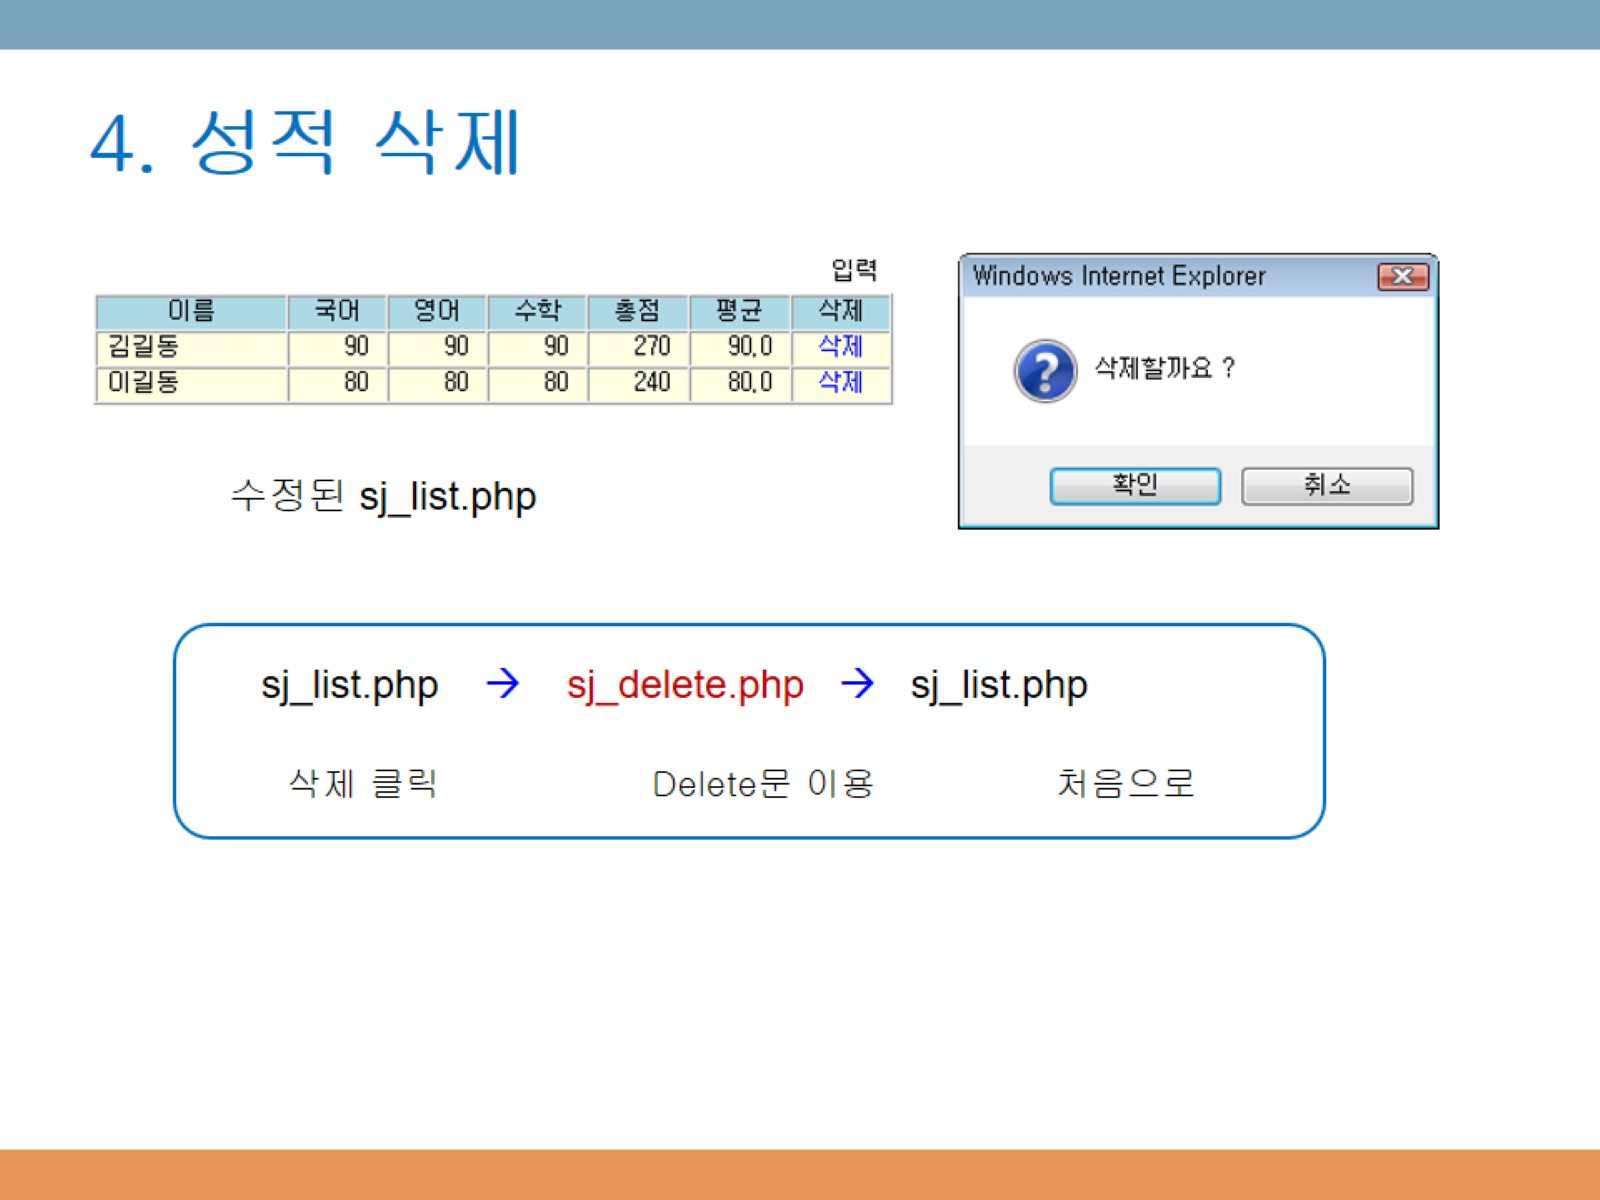 4. 성적 삭제
입력
이름 국어 영어 수학 총점 평균 삭제
김길동 90 90 90 270 90.0 삭제
이길동 80 80 80 240 80.0 삭제
수정된 sj_list.php
Windows Internet Explorer
삭제할까요 ?
확인 취소
sj_list.php → sj_delete.php → sj_list.php
삭제 클릭 Delete문 이용 처음으로